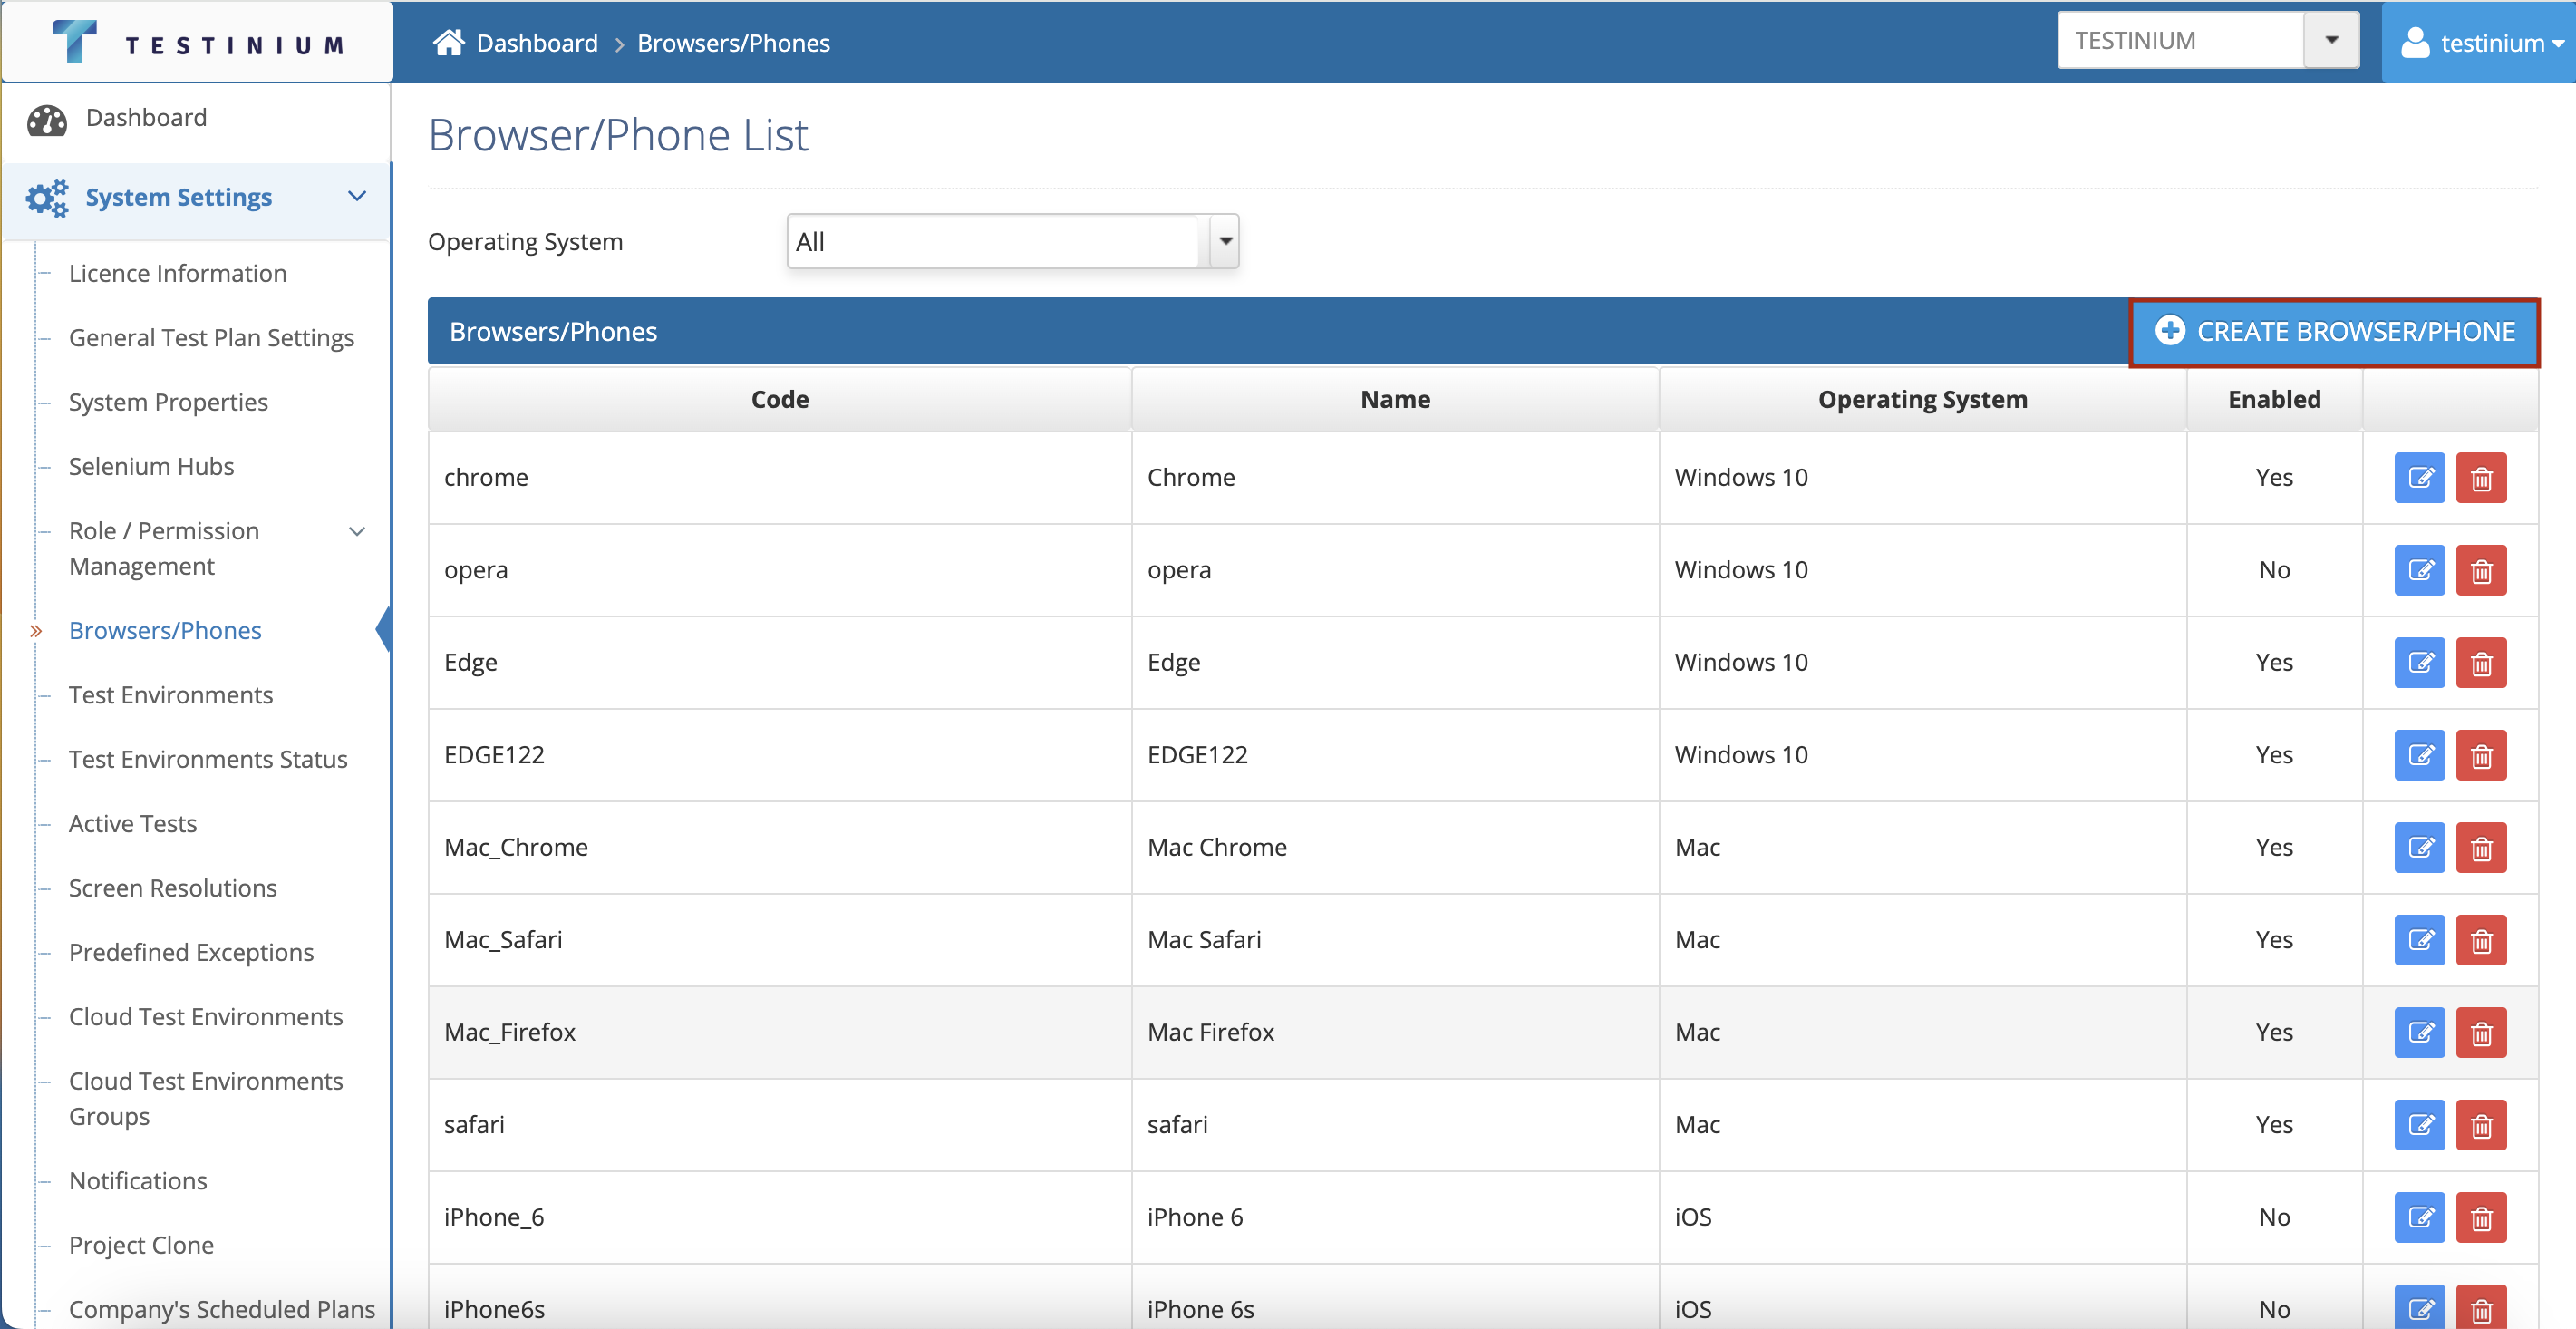 TESTINIUM
Dashboard > Browsers/Phones
TESTINIUM
testinium
Dashboard
System Settings
Licence Information
General Test Plan Settings
System Properties
Selenium Hubs
Role / Permission
Management
Browsers/Phones
Test Environments
Test Environments Status
Active Tests
Screen Resolutions
Predefined Exceptions
Cloud Test Environments
Cloud Test Environments
Groups
Notifications
Project Clone
Company's Scheduled Plans
Browser/Phone List
Operating System All
Browsers/Phones CREATE BROWSER/PHONE
Code Name Operating System Enabled
chrome Chrome Windows 10 Yes
opera opera Windows 10 No
Edge Edge Windows 10 Yes
EDGE122 EDGE122 Windows 10 Yes
Mac_Chrome Mac Chrome Mac Yes
Mac_Safari Mac Safari Mac Yes
Mac_Firefox Mac Firefox Mac Yes
safari safari Mac Yes
iPhone_6 iPhone 6 iOS No
iPhone6s iPhone 6s iOS No